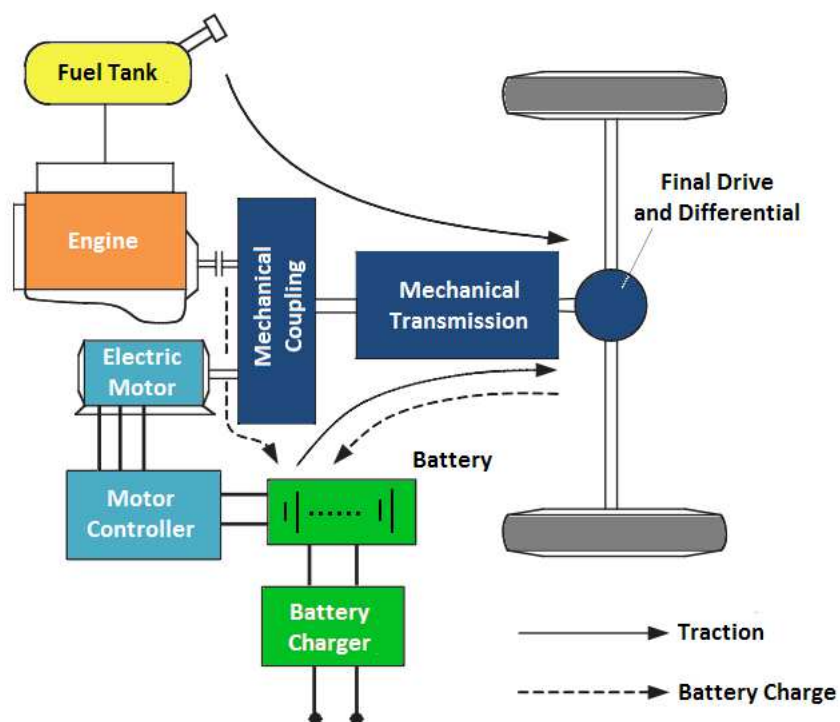 Fuel Tank
Engine
Mechanical
Coupling
Mechanical
Transmission
Final Drive
and Differential
Electric
Motor
Motor
Controller
Battery
Battery
Charger
Traction
Battery Charge